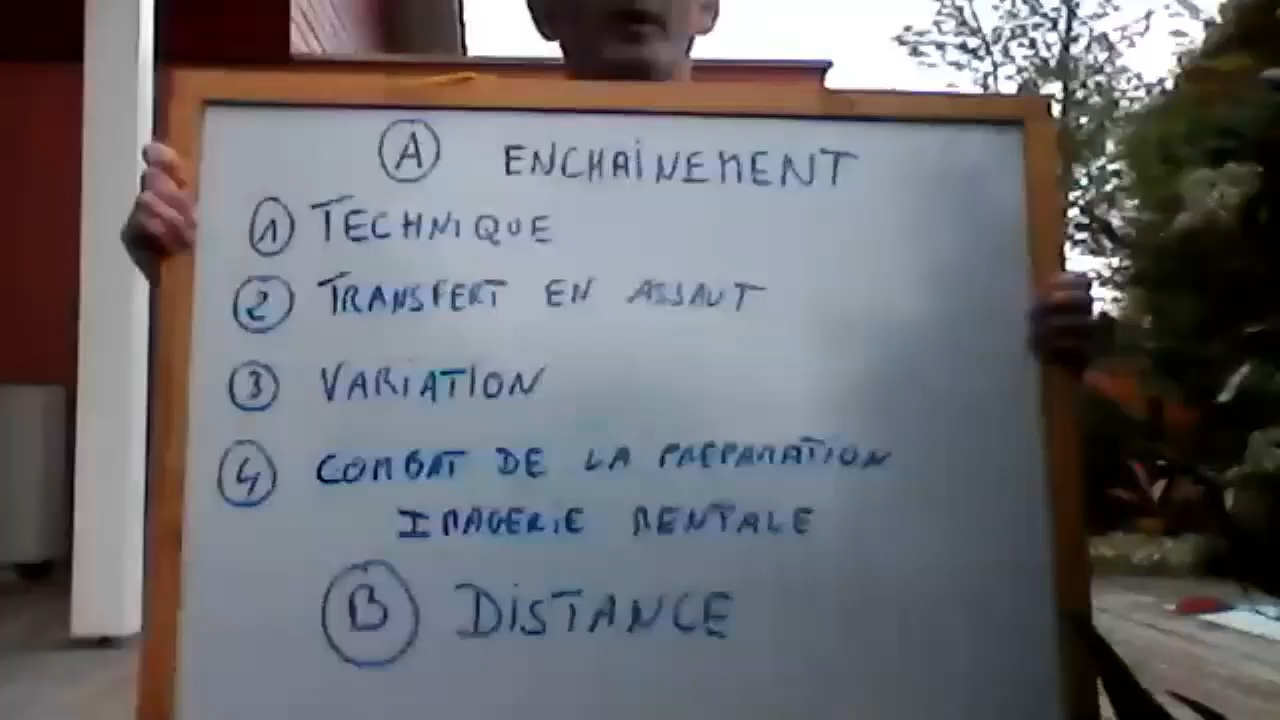 A ENCHAINEMENT
1 TECHNIQUE
2 TRANSFERT EN ASSAUT
3 VARIATION
4 COMBAT DE LA PREPARATION
IMAGERIE MENTALE
B DISTANCE